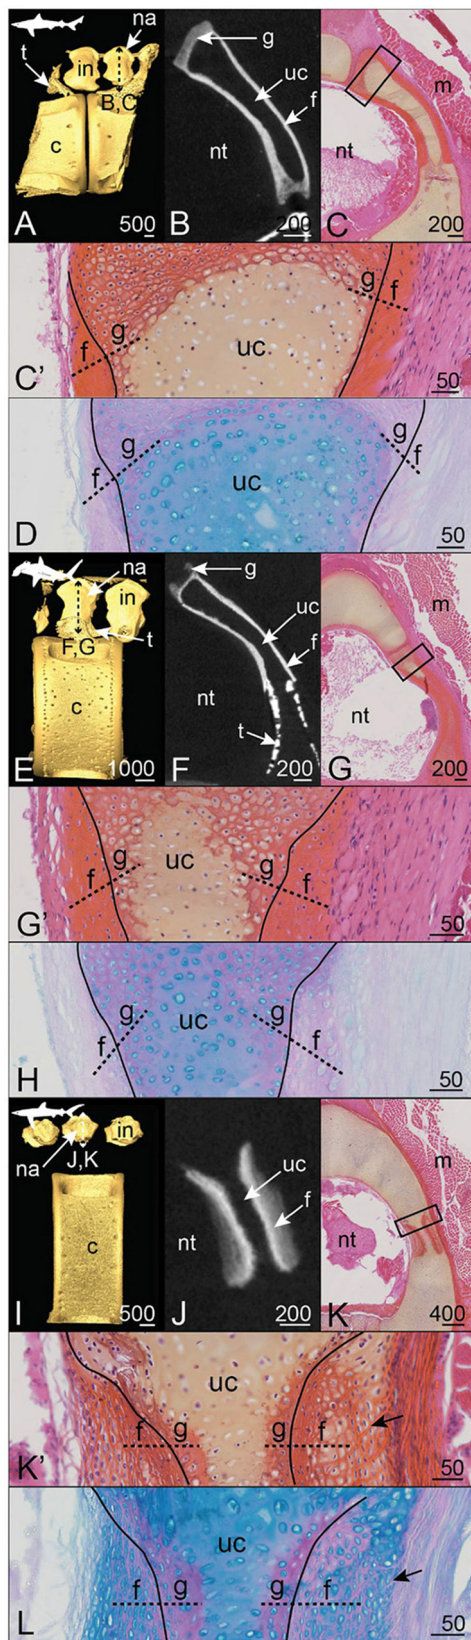 na
t
in
B,C
c
A
500
g
uc
f
nt
B
200
m
nt
C
200
g
g
f
f
uc
C'
50
g
g
f
f
uc
D
50
na
in
t
F,G
c
E
1000
g
uc
f
nt
t
F
200
m
nt
G
200
uc
g
g
f
f
G'
50
g
uc
g
f
f
H
50
in
na
J,K
c
I
500
uc
f
nt
J
200
m
nt
K
400
uc
f g
g f
K'
50
uc
f g
g f
L
50